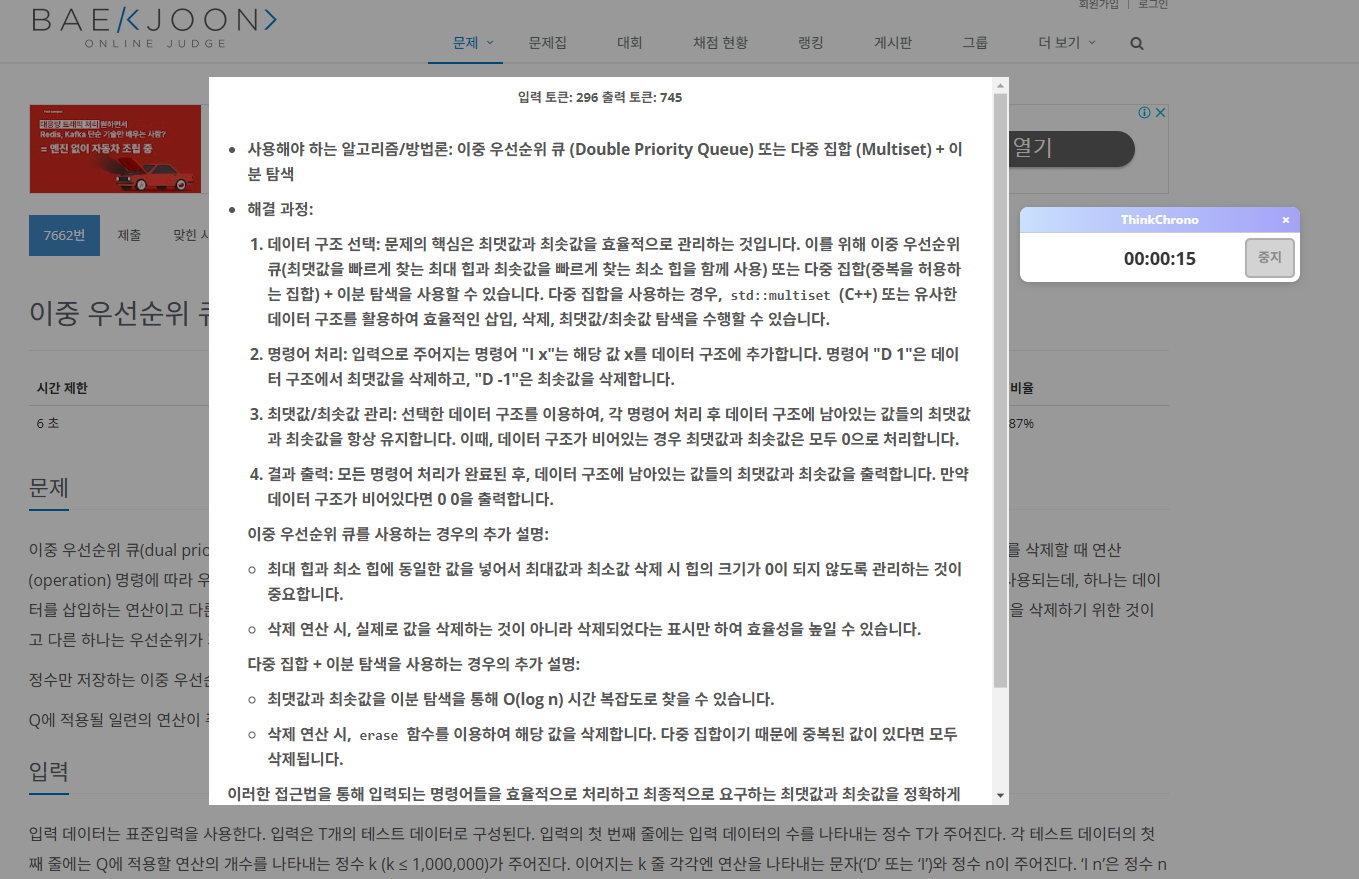 BAE/<JOON>
ONLINE JUDGE
회원가입 | 로그인
문제 문제집 대회 채점 현황 랭킹 게시판 그룹 더 보기
대용량 트래픽 처리 원하면서
Redis, Kafka 단순 기술만 배우는 사람?
= 엔진 없이 자동차 조립 중
열기
7662번 제출 맞힌 사
이중 우선순위 큐
시간 제한
비율
6 초
87%
문제
이중 우선순위 큐(dual pric
를 삭제할 때 연산
(operation) 명령에 따라 우
사용되는데, 하나는 데이
터를 삽입하는 연산이고 다른
을 삭제하기 위한 것이
고 다른 하나는 우선순위가
정수만 저장하는 이중 우선순
Q에 적용될 일련의 연산이 주
입력
입력 데이터는 표준입력을 사용한다. 입력은 T개의 테스트 데이터로 구성된다. 입력의 첫 번째 줄에는 입력 데이터의 수를 나타내는 정수 T가 주어진다. 각 테스트 데이터의 첫
째 줄에는 Q에 적용할 연산의 개수를 나타내는 정수 k (k ≤ 1,000,000)가 주어진다. 이어지는 k 줄 각각엔 연산을 나타내는 문자(‘D’ 또는 ‘I’)와 정수 n이 주어진다. ‘I n’은 정수 n
입력 토큰: 296 출력 토큰: 745
• 사용해야 하는 알고리즘/방법론: 이중 우선순위 큐 (Double Priority Queue) 또는 다중 집합 (Multiset) + 이
분 탐색
• 해결 과정:
1. 데이터 구조 선택: 문제의 핵심은 최댓값과 최솟값을 효율적으로 관리하는 것입니다. 이를 위해 이중 우선순위
큐(최댓값을 빠르게 찾는 최대 힙과 최솟값을 빠르게 찾는 최소 힙을 함께 사용) 또는 다중 집합(중복을 허용하
는 집합) + 이분 탐색을 사용할 수 있습니다. 다중 집합을 사용하는 경우, std::multiset (C++) 또는 유사한
데이터 구조를 활용하여 효율적인 삽입, 삭제, 최댓값/최솟값 탐색을 수행할 수 있습니다.
2. 명령어 처리: 입력으로 주어지는 명령어 "I x"는 해당 값 x를 데이터 구조에 추가합니다. 명령어 "D 1"은 데이
터 구조에서 최댓값을 삭제하고, "D -1"은 최솟값을 삭제합니다.
3. 최댓값/최솟값 관리: 선택한 데이터 구조를 이용하여, 각 명령어 처리 후 데이터 구조에 남아있는 값들의 최댓값
과 최솟값을 항상 유지합니다. 이때, 데이터 구조가 비어있는 경우 최댓값과 최솟값은 모두 0으로 처리합니다.
4. 결과 출력: 모든 명령어 처리가 완료된 후, 데이터 구조에 남아있는 값들의 최댓값과 최솟값을 출력합니다. 만약
데이터 구조가 비어있다면 0 0을 출력합니다.
이중 우선순위 큐를 사용하는 경우의 추가 설명:
○ 최대 힙과 최소 힙에 동일한 값을 넣어서 최대값과 최소값 삭제 시 힙의 크기가 0이 되지 않도록 관리하는 것이
중요합니다.
○ 삭제 연산 시, 실제로 값을 삭제하는 것이 아니라 삭제되었다는 표시만 하여 효율성을 높일 수 있습니다.
다중 집합 + 이분 탐색을 사용하는 경우의 추가 설명:
○ 최댓값과 최솟값을 이분 탐색을 통해 O(log n) 시간 복잡도로 찾을 수 있습니다.
○ 삭제 연산 시, erase 함수를 이용하여 해당 값을 삭제합니다. 다중 집합이기 때문에 중복된 값이 있다면 모두
삭제됩니다.
이러한 접근법을 통해 입력되는 명령어들을 효율적으로 처리하고 최종적으로 요구하는 최댓값과 최솟값을 정확하게
ThinkChrono ×
00:00:15 중지